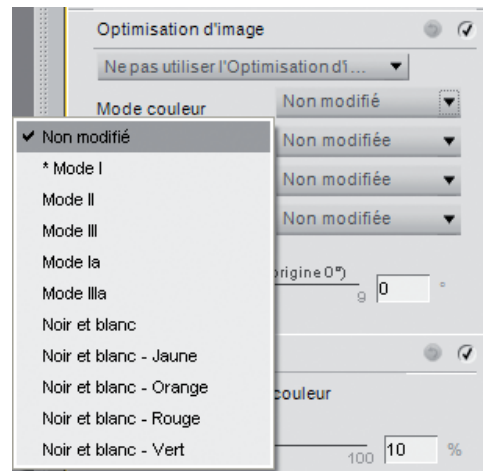 Optimisation d'image
Ne pas utiliser l'Optimisation d'i...
Mode couleur
Non modifié
✔ Non modifié
Non modifiée
* Mode I
Mode II
Non modifiée
Mode III
Non modifiée
Mode Ia
Mode IIIa
origine 0°)
9
0
°
Noir et blanc
Noir et blanc - Jaune
Noir et blanc - Orange
couleur
Noir et blanc - Rouge
Noir et blanc - Vert
100
10
%